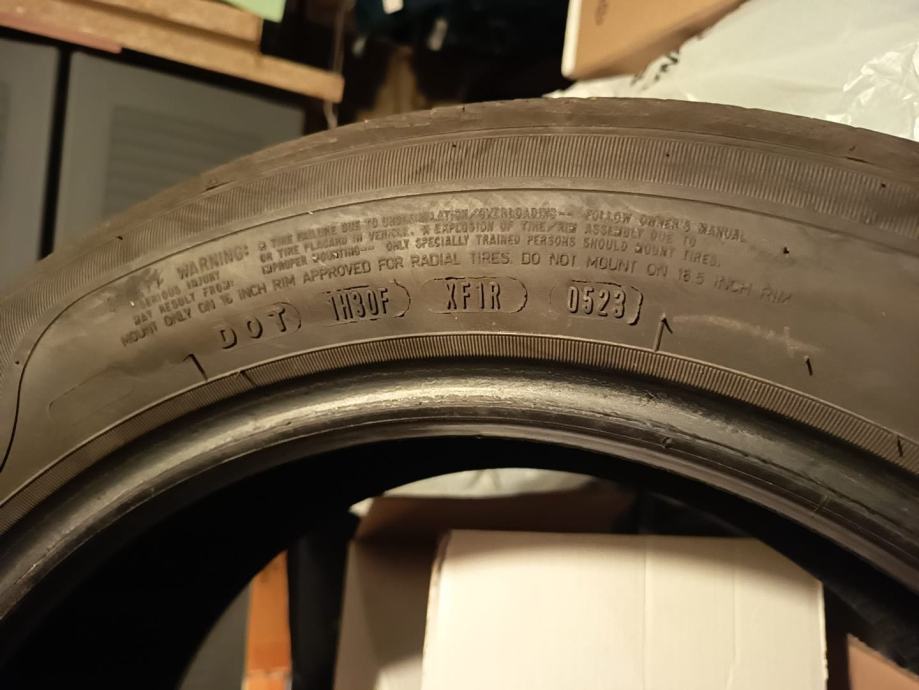 WARNING: TIRE FAILURE DUE TO UNDERINFLATION/OVERLOADING-- FOLLOW OWNER'S MANUAL
SERIOUS INJURY OR TIRE PLACARD IN VEHICLE. EXPLOSION OF TIRE/RIM ASSEMBLY DUE TO
MAY RESULT FROM: IMPROPER MOUNTING-- ONLY SPECIALLY TRAINED PERSONS SHOULD MOUNT TIRES.
MOUNT ONLY ON 16 INCH RIM APPROVED FOR RADIAL TIRES. DO NOT MOUNT ON 16.5 INCH RIM
DOT 1H30F XF1R 0523